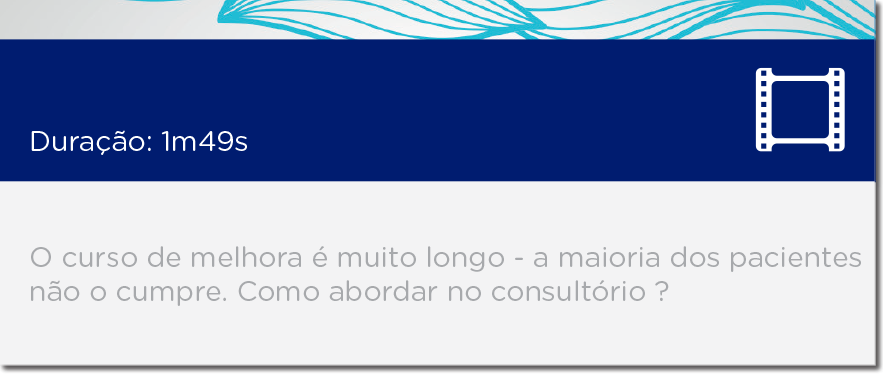 Duração: 1m49s
O curso de melhora é muito longo - a maioria dos pacientes
não o cumpre. Como abordar no consultório ?